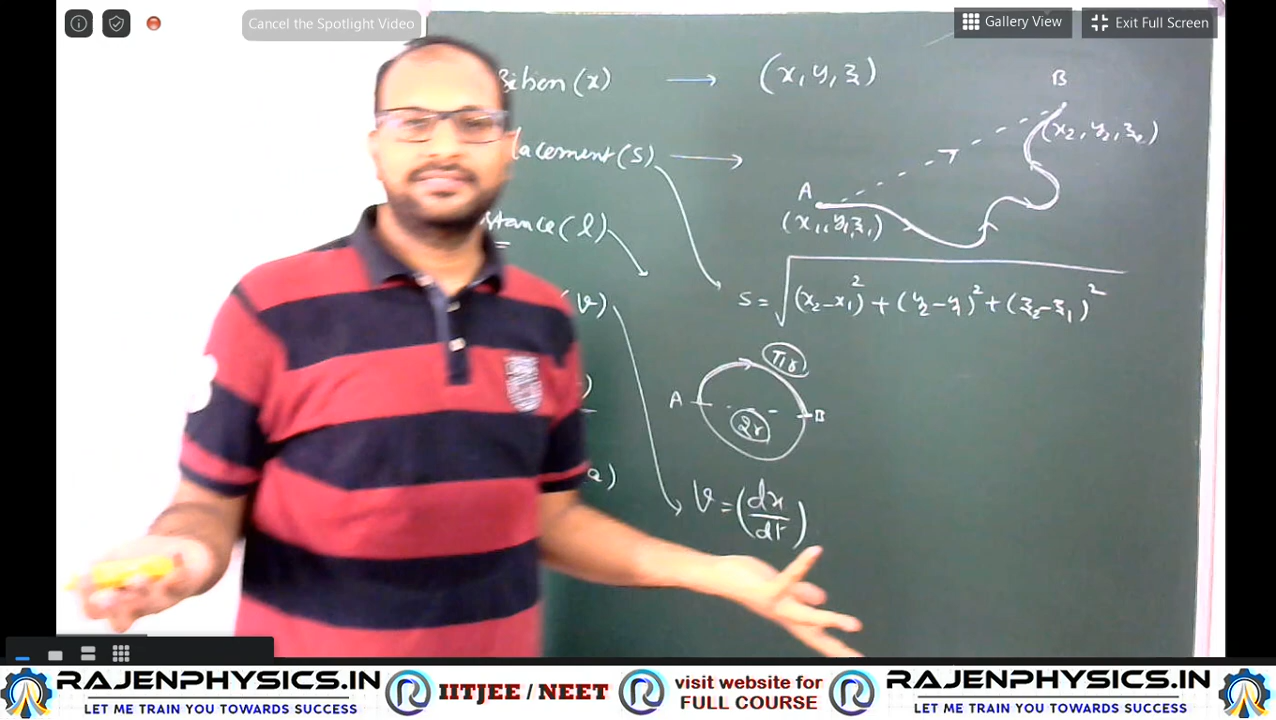 Cancel the Spotlight Video
Gallery View
Exit Full Screen
(x) → (x, y, z)
lacement (s) →
stance (l)
(v)
)
a)
A
(x₁, y₁, z₁)
B
(x₂, y₂, z₂)
s = √(x₂-x₁)² + (y₂-y₁)² + (z₂-z₁)²
πr
A
2r
B
v = (dx/dt)
RAJENPHYSICS.IN
LET ME TRAIN YOU TOWARDS SUCCESS
IITJEE / NEET
visit website for
FULL COURSE
RAJENPHYSICS.IN
LET ME TRAIN YOU TOWARDS SUCCESS